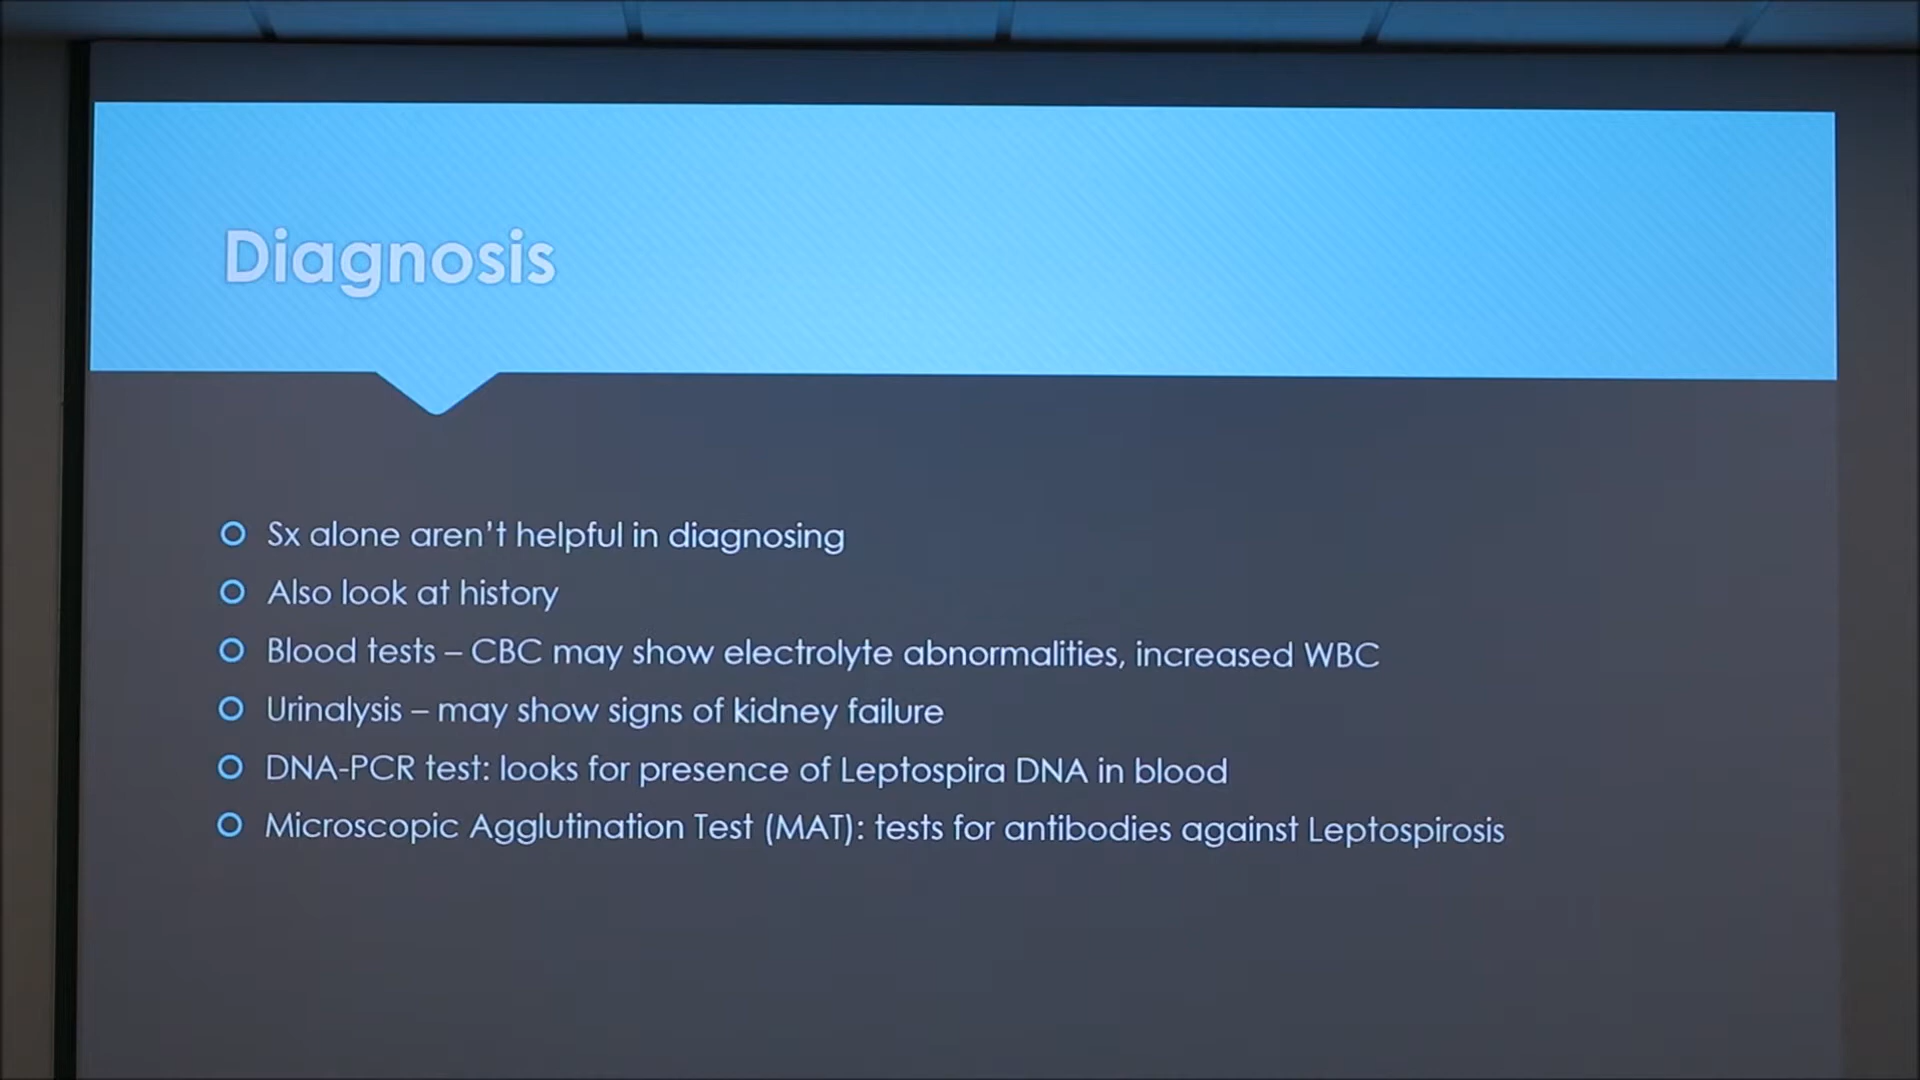 Diagnosis
Sx alone aren't helpful in diagnosing
Also look at history
Blood tests – CBC may show electrolyte abnormalities, increased WBC
Urinalysis – may show signs of kidney failure
DNA-PCR test: looks for presence of Leptospira DNA in blood
Microscopic Agglutination Test (MAT): tests for antibodies against Leptospirosis